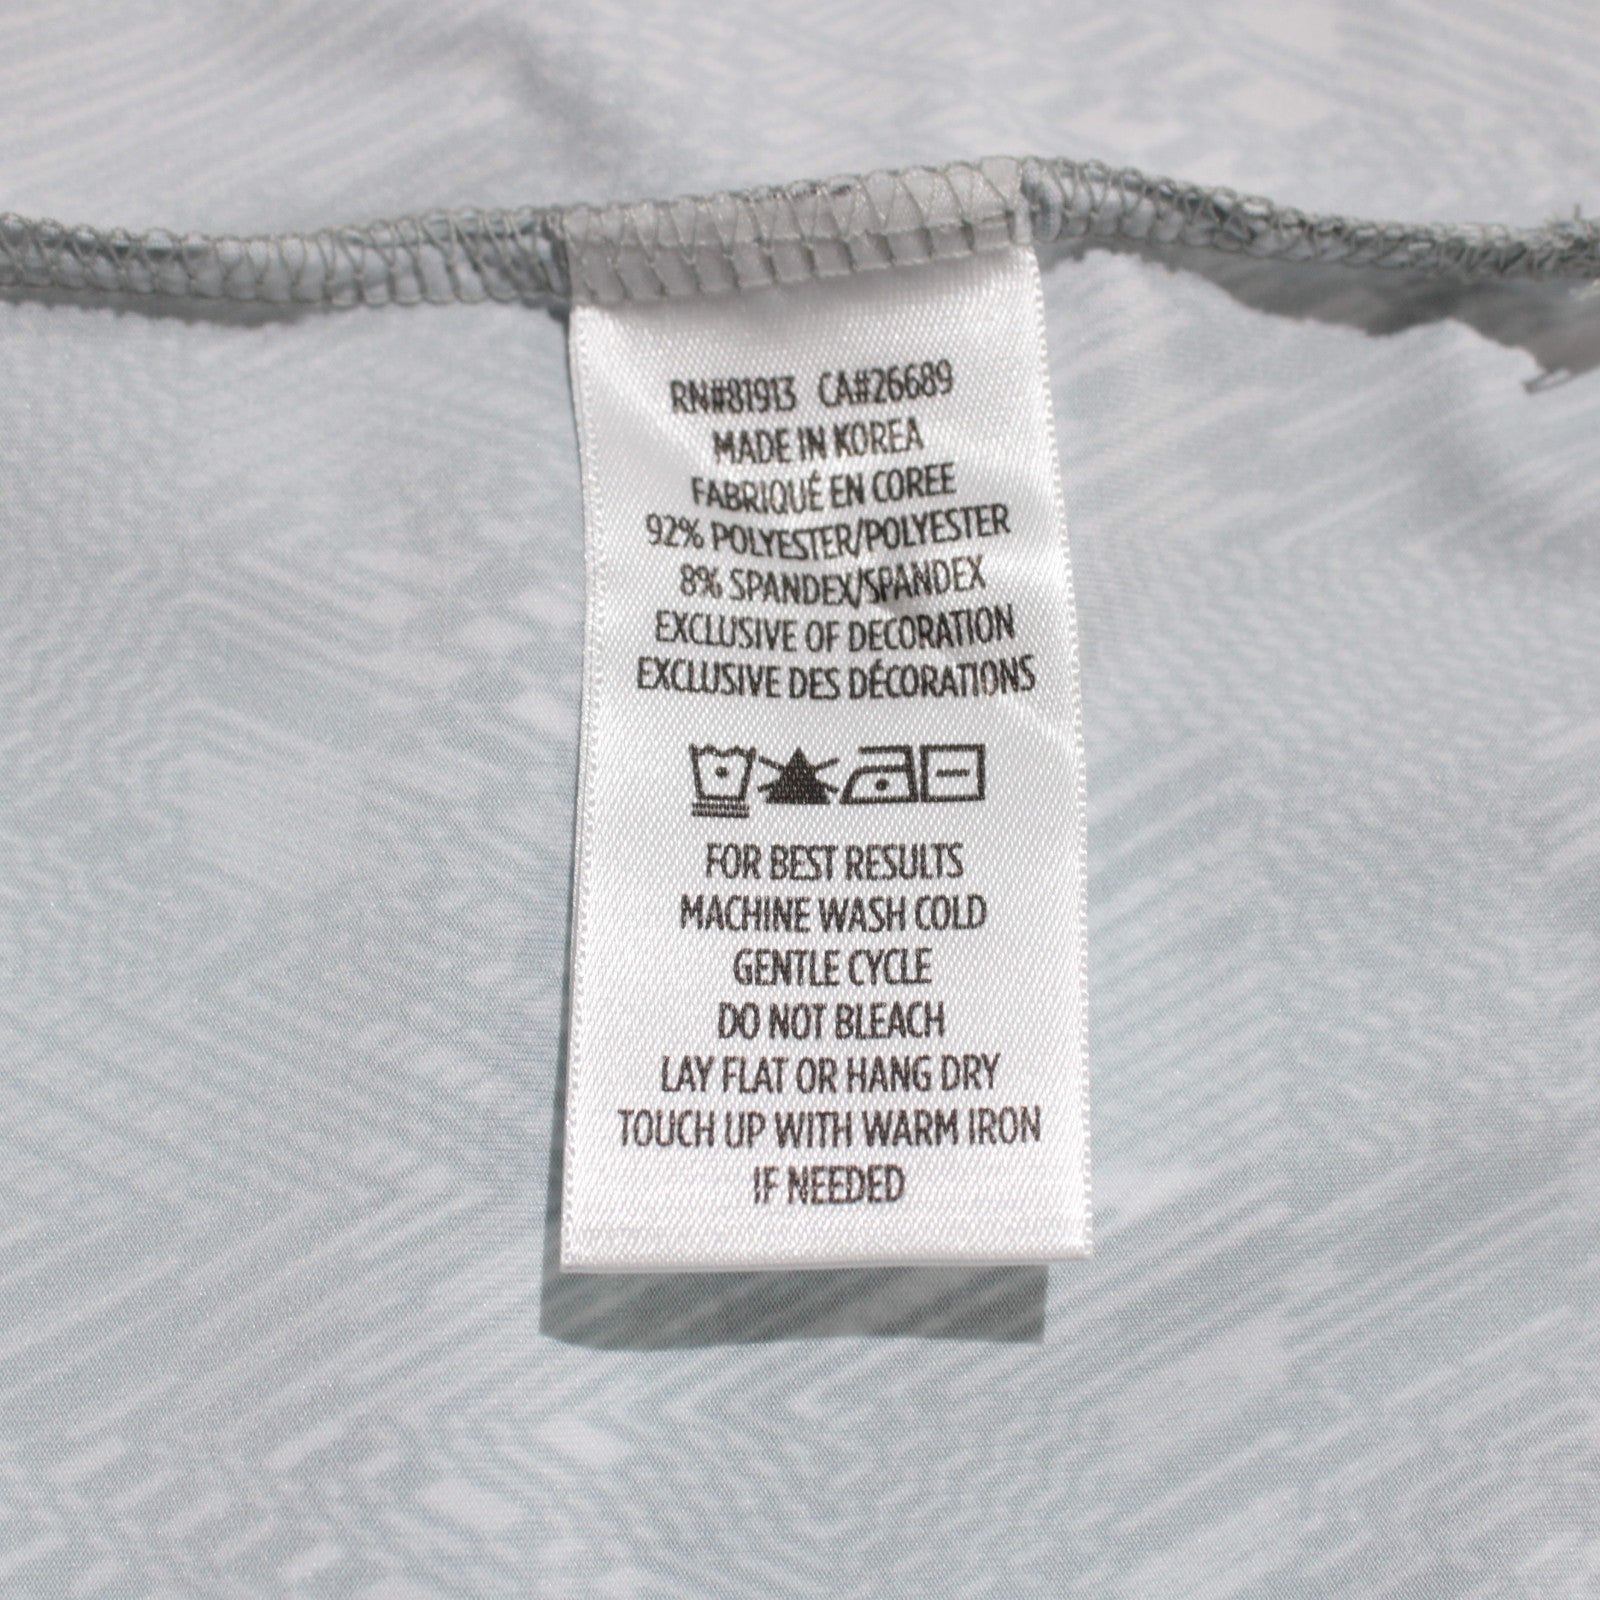 RN#81913 CA#26689
MADE IN KOREA
FABRIQUÉ EN COREE
92% POLYESTER/POLYESTER
8% SPANDEX/SPANDEX
EXCLUSIVE OF DECORATION
EXCLUSIVE DES DÉCORATIONS
FOR BEST RESULTS
MACHINE WASH COLD
GENTLE CYCLE
DO NOT BLEACH
LAY FLAT OR HANG DRY
TOUCH UP WITH WARM IRON
IF NEEDED